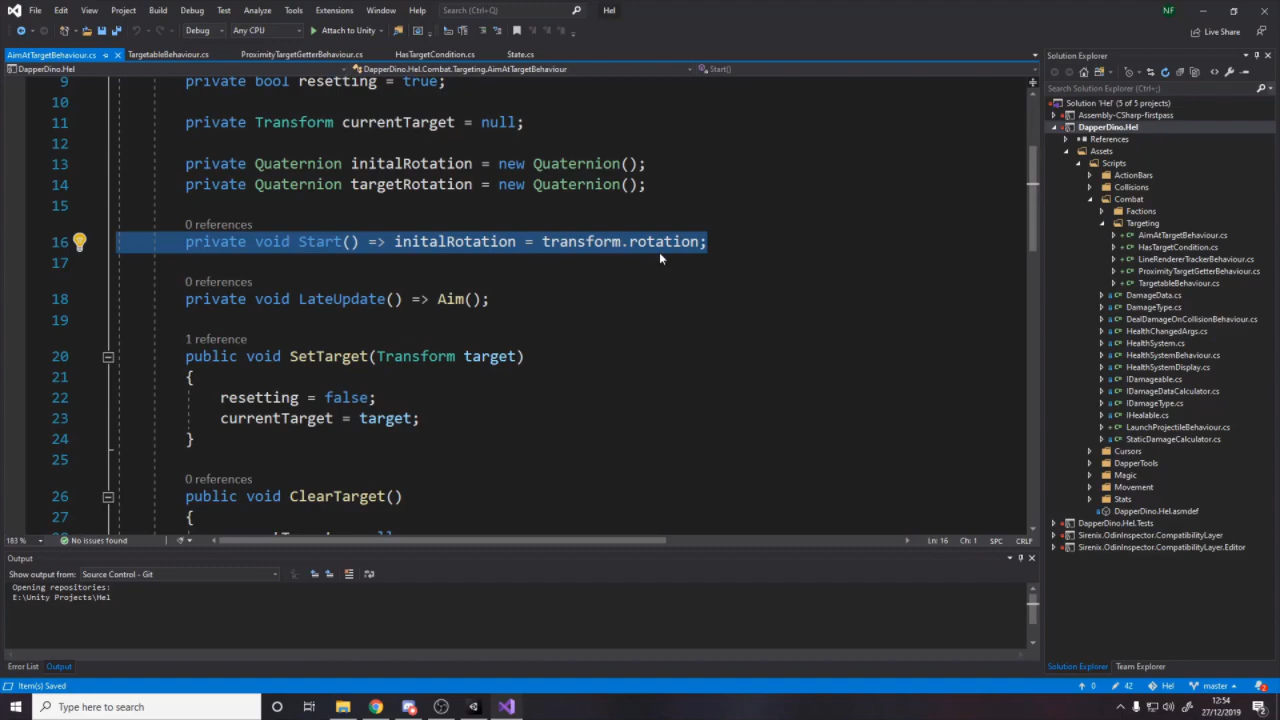 File Edit View Project Build Debug Test Analyze Tools Extensions Window Help Search (Ctrl+;) Hel NF
Debug Any CPU Attach to Unity Live Share
AimAtTargetBehaviour.cs TargetableBehaviour.cs ProximityTargetGetterBehaviour.cs HasTargetCondition.cs State.cs
DapperDino.Hel DapperDino.Hel.Combat.Targeting.AimAtTargetBehaviour Start()
9 private bool resetting = true;
10
11 private Transform currentTarget = null;
12
13 private Quaternion initalRotation = new Quaternion();
14 private Quaternion targetRotation = new Quaternion();
15
0 references
16 private void Start() => initalRotation = transform.rotation;
17
0 references
18 private void LateUpdate() => Aim();
19
1 reference
20 public void SetTarget(Transform target)
21 {
22 resetting = false;
23 currentTarget = target;
24 }
25
0 references
26 public void ClearTarget()
27 {
183 % No issues found Ln: 16 Ch: 1 SPC CRLF
Output
Show output from: Source Control - Git
Opening repositories:
E:\Unity Projects\Hel
Error List Output
Solution Explorer
Search Solution Explorer (Ctrl+;)
Solution 'Hel' (5 of 5 projects)
Assembly-CSharp-firstpass
DapperDino.Hel
References
Assets
Scripts
ActionBars
Collisions
Combat
Factions
Targeting
AimAtTargetBehaviour.cs
HasTargetCondition.cs
LineRendererTrackerBehaviour.cs
ProximityTargetGetterBehaviour.cs
TargetableBehaviour.cs
DamageData.cs
DamageType.cs
DealDamageOnCollisionBehaviour.cs
HealthChangedArgs.cs
HealthSystem.cs
HealthSystemBehaviour.cs
HealthSystemDisplay.cs
IDamageable.cs
IDamageDataCalculator.cs
IDamageType.cs
IHealable.cs
LaunchProjectileBehaviour.cs
StaticDamageCalculator.cs
Cursors
DapperTools
Magic
Movement
Stats
DapperDino.Hel.asmdef
DapperDino.Hel.Tests
Sirenix.OdinInspector.CompatibilityLayer
Sirenix.OdinInspector.CompatibilityLayer.Editor
Solution Explorer Team Explorer
Item(s) Saved 0 42 Hel master 2
Type here to search
12:54
27/12/2019
2